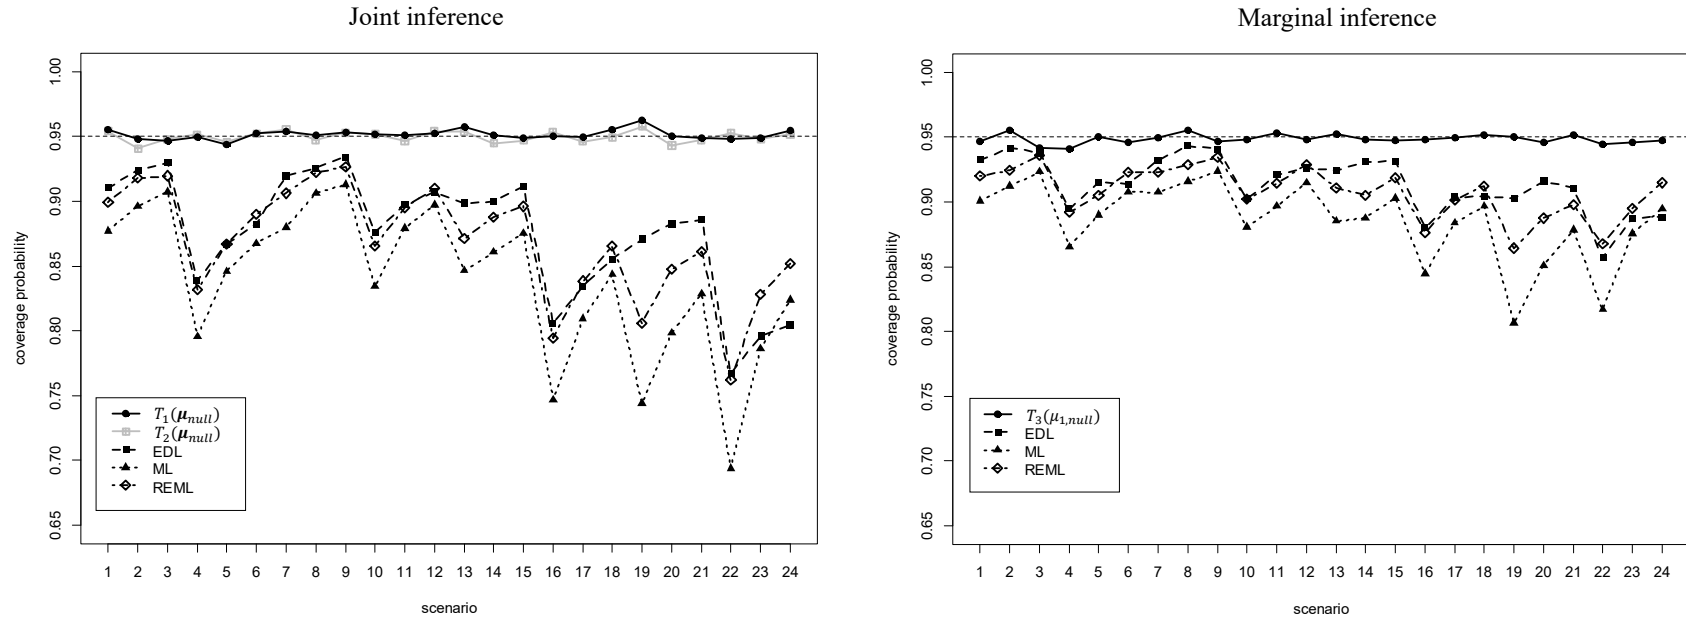 Joint inference
1.00
0.95
0.90
0.85
0.80
0.75
0.70
0.65
coverage probability
T₁(μnull)
T₂(μnull)
EDL
ML
REML
1 2 3 4 5 6 7 8 9 10 11 12 13 14 15 16 17 18 19 20 21 22 23 24
scenario
Marginal inference
1.00
0.95
0.90
0.85
0.80
0.75
0.70
0.65
coverage probability
T₃(μ1,null)
EDL
ML
REML
1 2 3 4 5 6 7 8 9 10 11 12 13 14 15 16 17 18 19 20 21 22 23 24
scenario